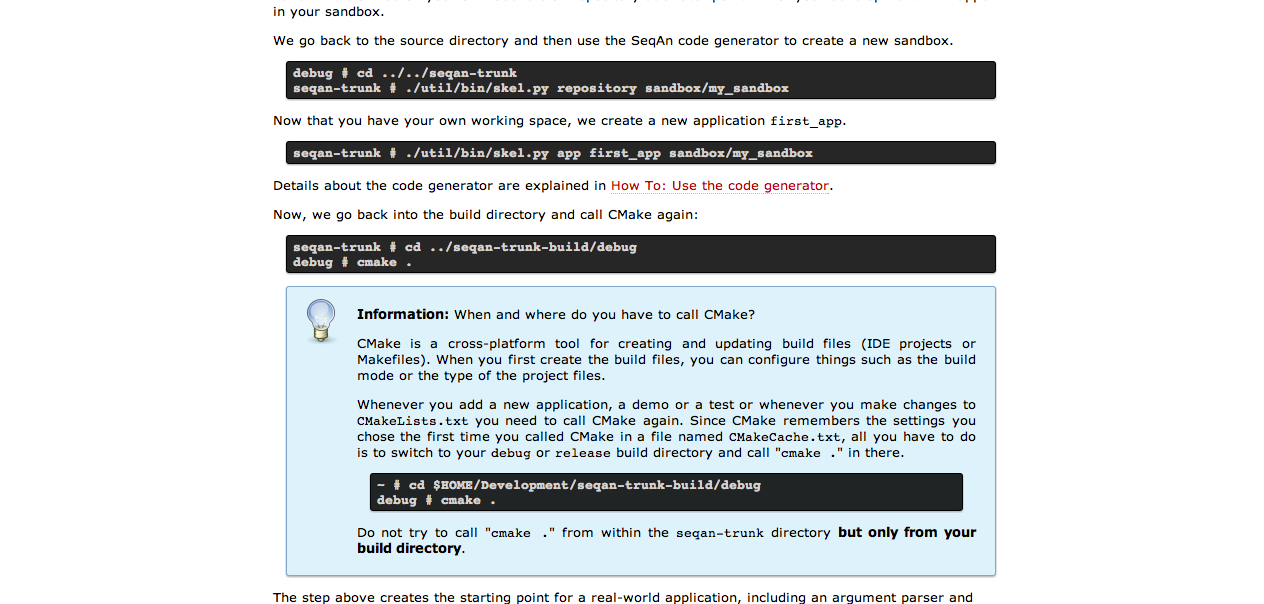 in your sandbox.
We go back to the source directory and then use the SeqAn code generator to create a new sandbox.
debug # cd ../../seqan-trunk
seqan-trunk # ./util/bin/skel.py repository sandbox/my_sandbox
Now that you have your own working space, we create a new application first_app.
seqan-trunk # ./util/bin/skel.py app first_app sandbox/my_sandbox
Details about the code generator are explained in How To: Use the code generator.
Now, we go back into the build directory and call CMake again:
seqan-trunk # cd ../seqan-trunk-build/debug
debug # cmake .
Information: When and where do you have to call CMake?
CMake is a cross-platform tool for creating and updating build files (IDE projects or
Makefiles). When you first create the build files, you can configure things such as the build
mode or the type of the project files.
Whenever you add a new application, a demo or a test or whenever you make changes to
CMakeLists.txt you need to call CMake again. Since CMake remembers the settings you
chose the first time you called CMake in a file named CMakeCache.txt, all you have to do
is to switch to your debug or release build directory and call "cmake ." in there.
~ # cd $HOME/Development/seqan-trunk-build/debug
debug # cmake .
Do not try to call "cmake ." from within the seqan-trunk directory but only from your
build directory.
The step above creates the starting point for a real-world application, including an argument parser and